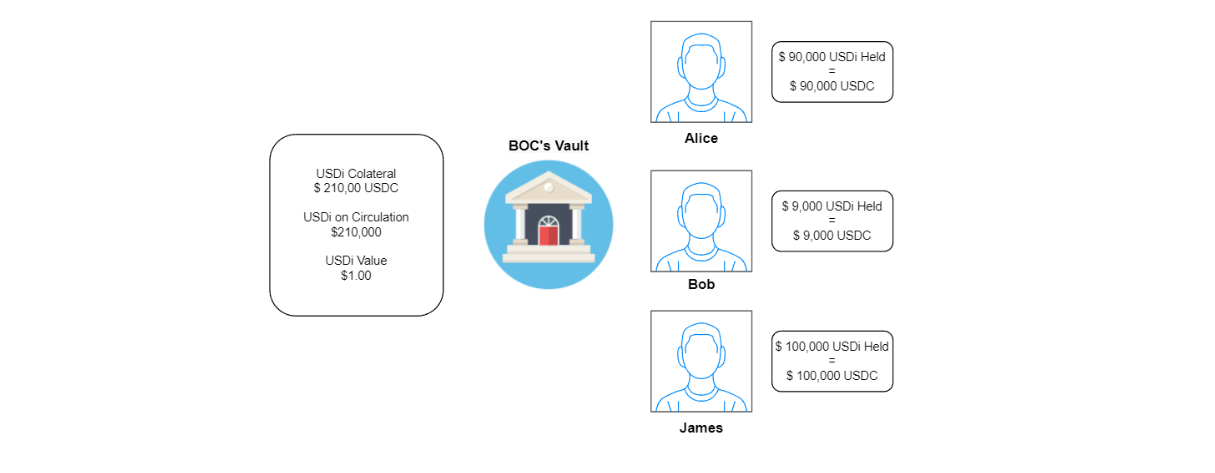 USDi Colateral
$ 210,00 USDC
USDi on Circulation
$210,000
USDi Value
$1.00
BOC's Vault
$ 90,000 USDi Held
=
$ 90,000 USDC
Alice
$ 9,000 USDi Held
=
$ 9,000 USDC
Bob
$ 100,000 USDi Held
=
$ 100,000 USDC
James